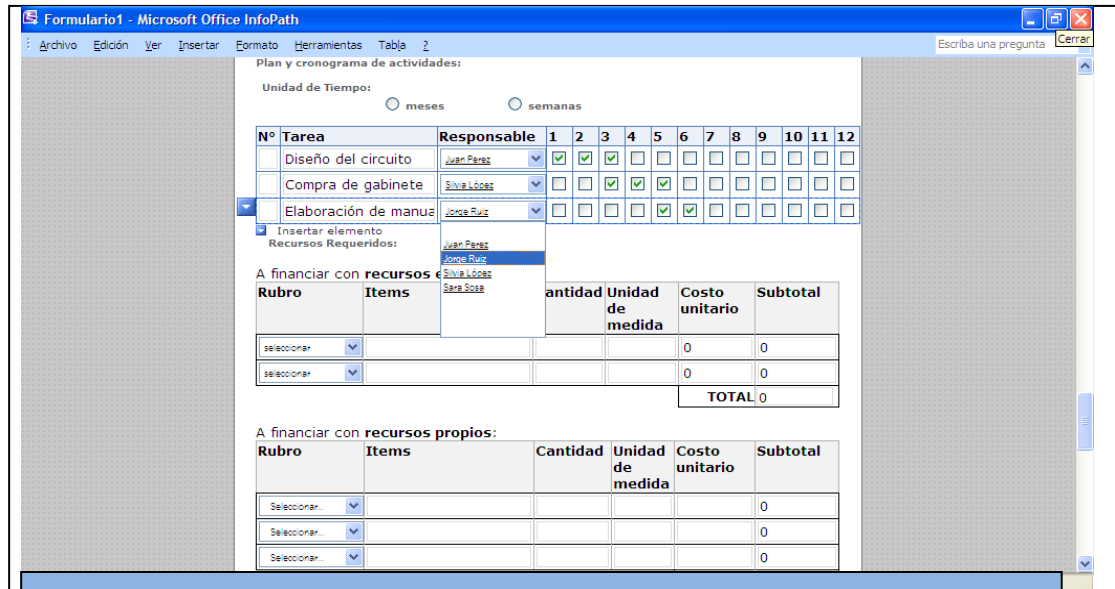 Formulario1 - Microsoft Office InfoPath
Archivo Edición Ver Insertar Formato Herramientas Tabla ? Escriba una pregunta Cerrar
Plan y cronograma de actividades:
Unidad de Tiempo:
meses semanas
Nº Tarea Responsable 1 2 3 4 5 6 7 8 9 10 11 12
Diseño del circuito Juan Perez
Compra de gabinete Silvia López
Elaboración de manua Jorge Ruiz
Insertar elemento
Recursos Requeridos:
Juan Perez
Jorge Ruiz
Silvia López
Sara Sosa
A financiar con recursos e
Rubro Items antidad Unidad de medida Costo unitario Subtotal
seleccionar 0 0
seleccionar 0 0
TOTAL 0
A financiar con recursos propios:
Rubro Items Cantidad Unidad de medida Costo unitario Subtotal
Seleccionar... 0
Seleccionar... 0
Seleccionar... 0